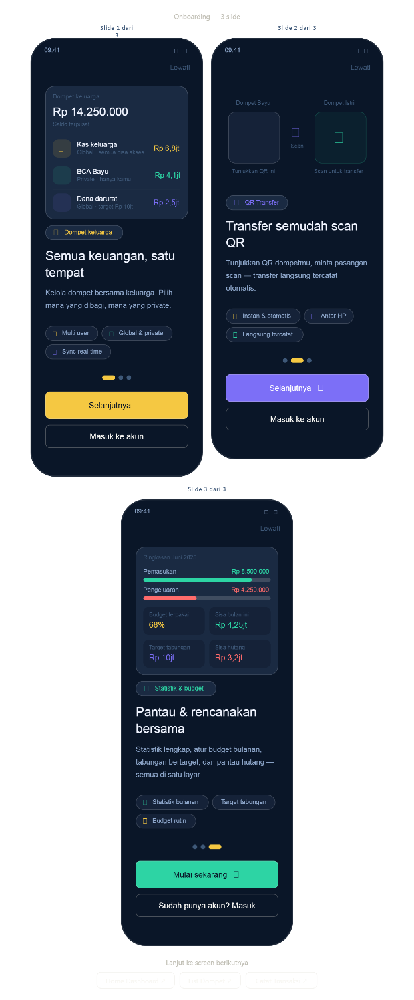 Onboarding — 3 slide
Slide 1 dari
3
09:41
Lewati
Dompet keluarga
Rp 14.250.000
Saldo terpusat
Kas keluarga
Global · semua bisa akses
Rp 6,8jt
BCA Bayu
Private · hanya kamu
Rp 4,1jt
Dana darurat
Global · target Rp 10jt
Rp 2,5jt
Dompet keluarga
Semua keuangan, satu
tempat
Kelola dompet bersama keluarga. Pilih
mana yang dibagi, mana yang private.
Multi user
Global & private
Sync real-time
Selanjutnya
Masuk ke akun
Slide 2 dari 3
09:41
Lewati
Dompet Bayu
Dompet Istri
Scan
Tunjukkan QR ini
Scan untuk transfer
QR Transfer
Transfer semudah scan
QR
Tunjukkan QR dompetmu, minta pasangan
scan — transfer langsung tercatat
otomatis.
Instan & otomatis
Antar HP
Langsung tercatat
Selanjutnya
Masuk ke akun
Slide 3 dari 3
09:41
Lewati
Ringkasan Juni 2025
Pemasukan
Rp 8.500.000
Pengeluaran
Rp 4.250.000
Budget terpakai
68%
Sisa bulan ini
Rp 4,25jt
Target tabungan
Rp 10jt
Sisa hutang
Rp 3,2jt
Statistik & budget
Pantau & rencanakan
bersama
Statistik lengkap, atur budget bulanan,
tabungan bertarget, dan pantau hutang —
semua di satu layar.
Statistik bulanan
Target tabungan
Budget rutin
Mulai sekarang
Sudah punya akun? Masuk
Lanjut ke screen berikutnya